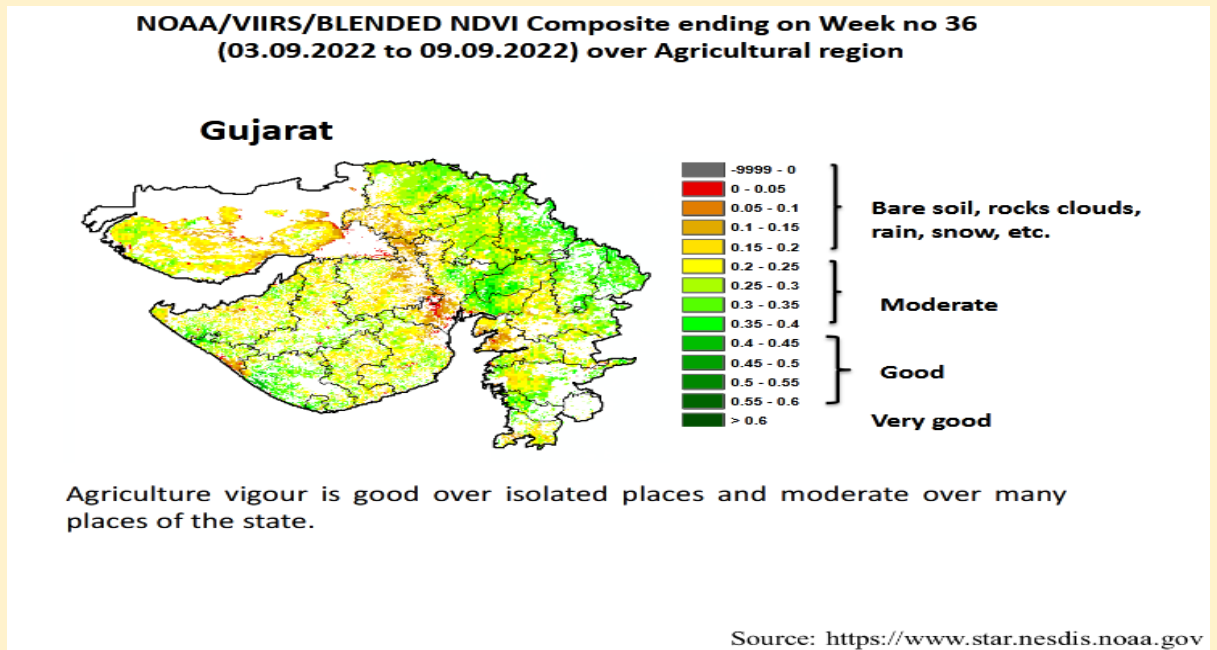 NOAA/VIIRS/BLENDED NDVI Composite ending on Week no 36
(03.09.2022 to 09.09.2022) over Agricultural region
Gujarat
-9999 - 0
0 - 0.05
0.05 - 0.1
0.1 - 0.15
0.15 - 0.2
0.2 - 0.25
0.25 - 0.3
0.3 - 0.35
0.35 - 0.4
0.4 - 0.45
0.45 - 0.5
0.5 - 0.55
0.55 - 0.6
> 0.6
Bare soil, rocks clouds,
rain, snow, etc.
Moderate
Good
Very good
Agriculture vigour is good over isolated places and moderate over many
places of the state.
Source: https://www.star.nesdis.noaa.gov